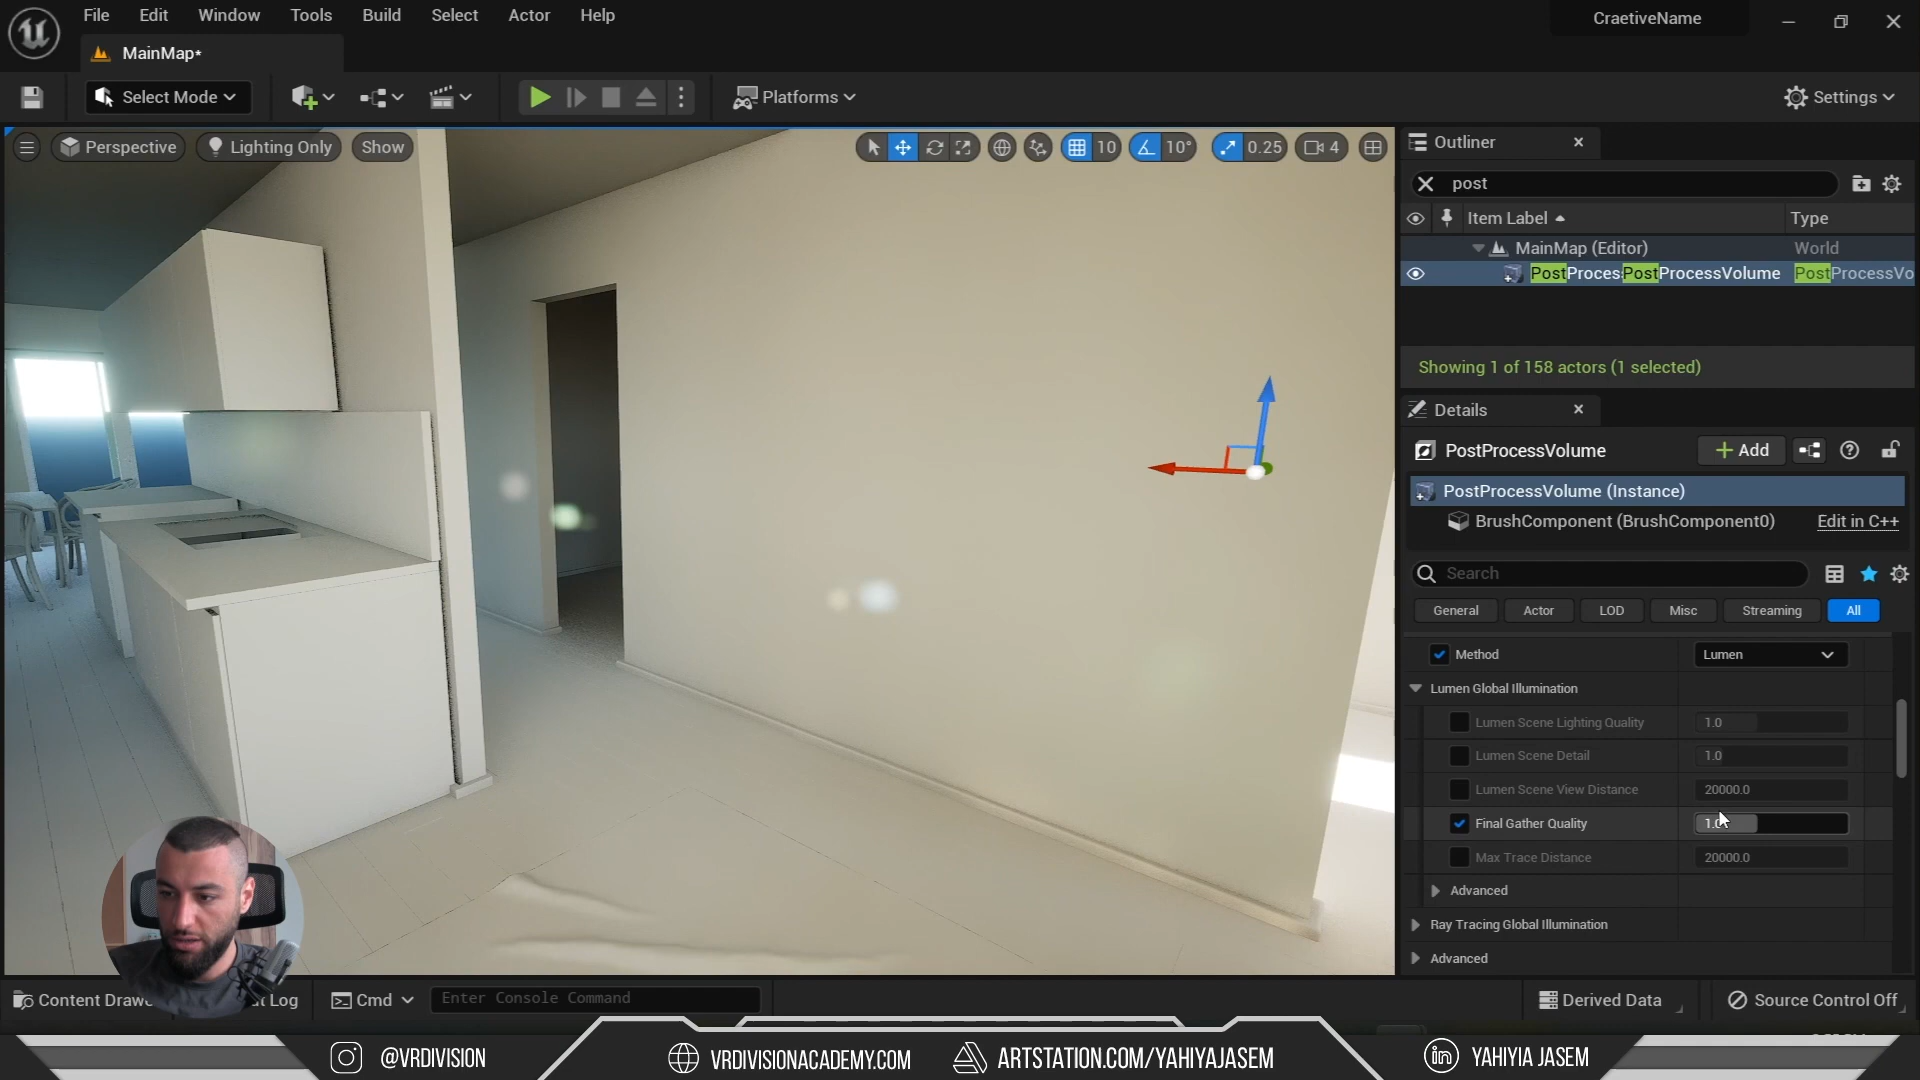 File Edit Window Tools Build Select Actor Help
CraetiveName
MainMap*
Select Mode
Platforms
Settings
Perspective
Lighting Only
Show
10
10°
0.25
4
Outliner
post
Item Label
Type
MainMap (Editor)
World
PostProces PostProcessVolume
PostProcessVo
Showing 1 of 158 actors (1 selected)
Details
PostProcessVolume
Add
PostProcessVolume (Instance)
BrushComponent (BrushComponent0)
Edit in C++
Search
General
Actor
LOD
Misc
Streaming
All
Method
Lumen
Lumen Global Illumination
Lumen Scene Lighting Quality
1.0
Lumen Scene Detail
1.0
Lumen Scene View Distance
20000.0
Final Gather Quality
Max Trace Distance
20000.0
Advanced
Ray Tracing Global Illumination
Advanced
Content Drawe
Log
Cmd
Enter Console Command
Derived Data
Source Control Off
@VRDIVISION
VRDIVISIONACADEMY.COM
ARTSTATION.COM/YAHIYAJASEM
YAHIYIA JASEM